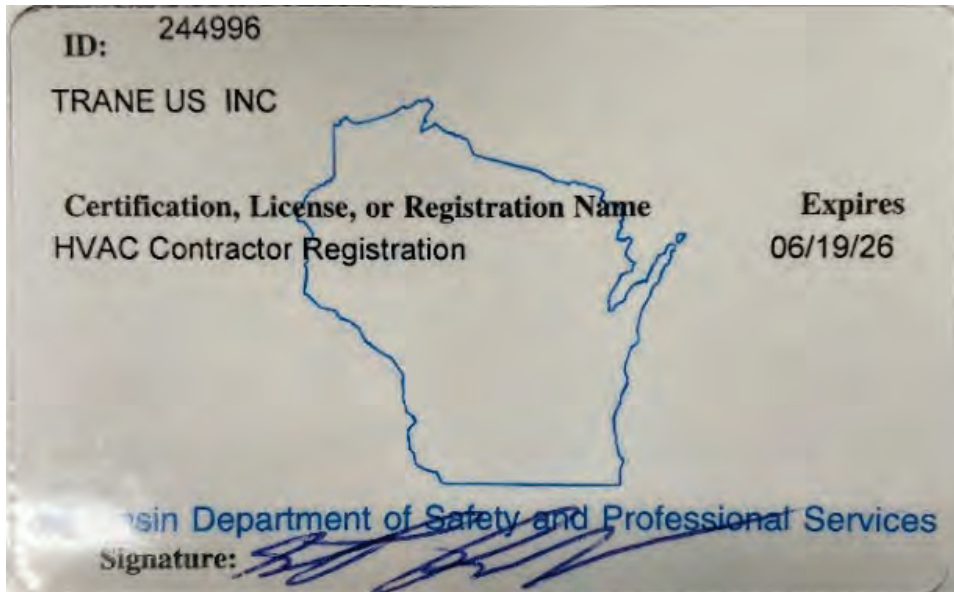 ID: 244996
TRANE US INC
Certification, License, or Registration Name Expires
HVAC Contractor Registration 06/19/26
sin Department of Safety and Professional Services
Signature: